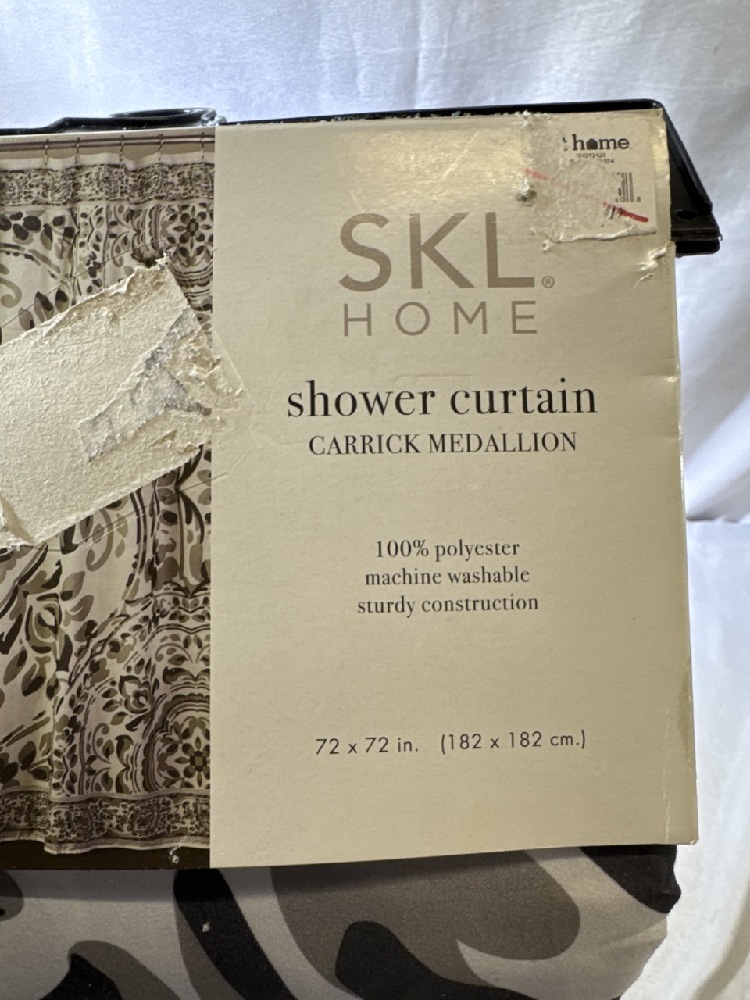 home
SKL®
HOME
shower curtain
CARRICK MEDALLION
100% polyester
machine washable
sturdy construction
72 x 72 in. (182 x 182 cm.)